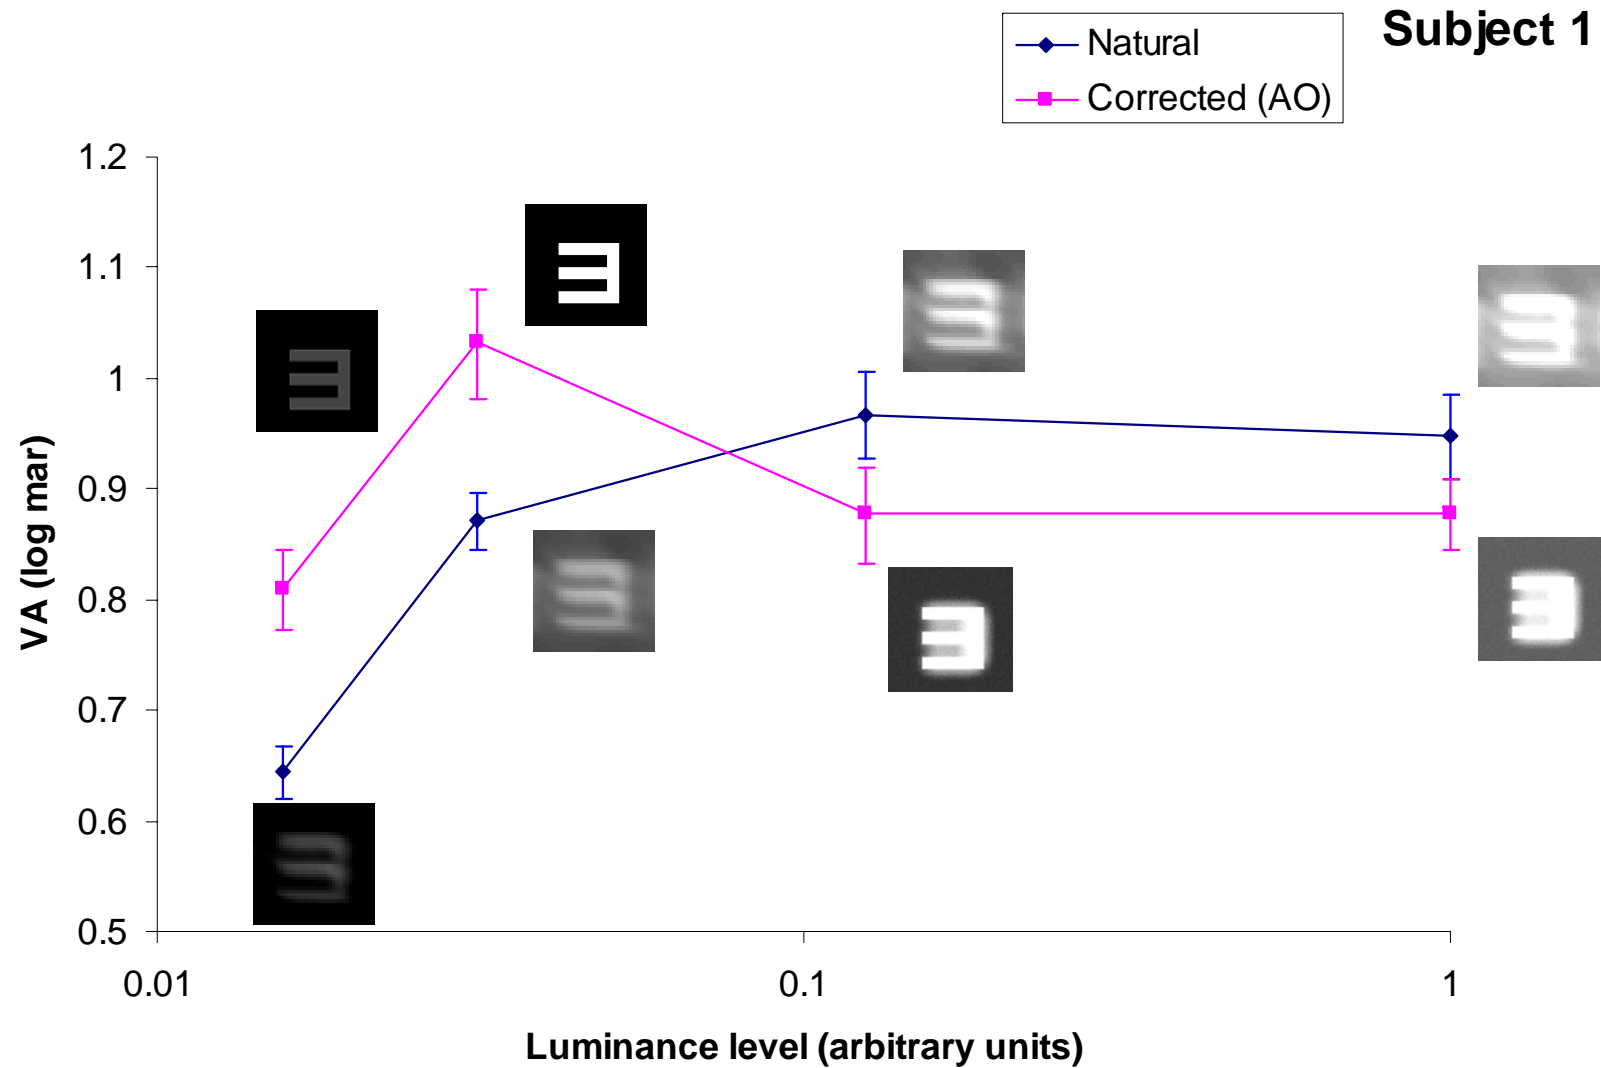 Subject 1
Natural
Corrected (AO)
1.2
1.1
1
0.9
0.8
0.7
0.6
0.5
VA (log mar)
0.01
0.1
1
Luminance level (arbitrary units)